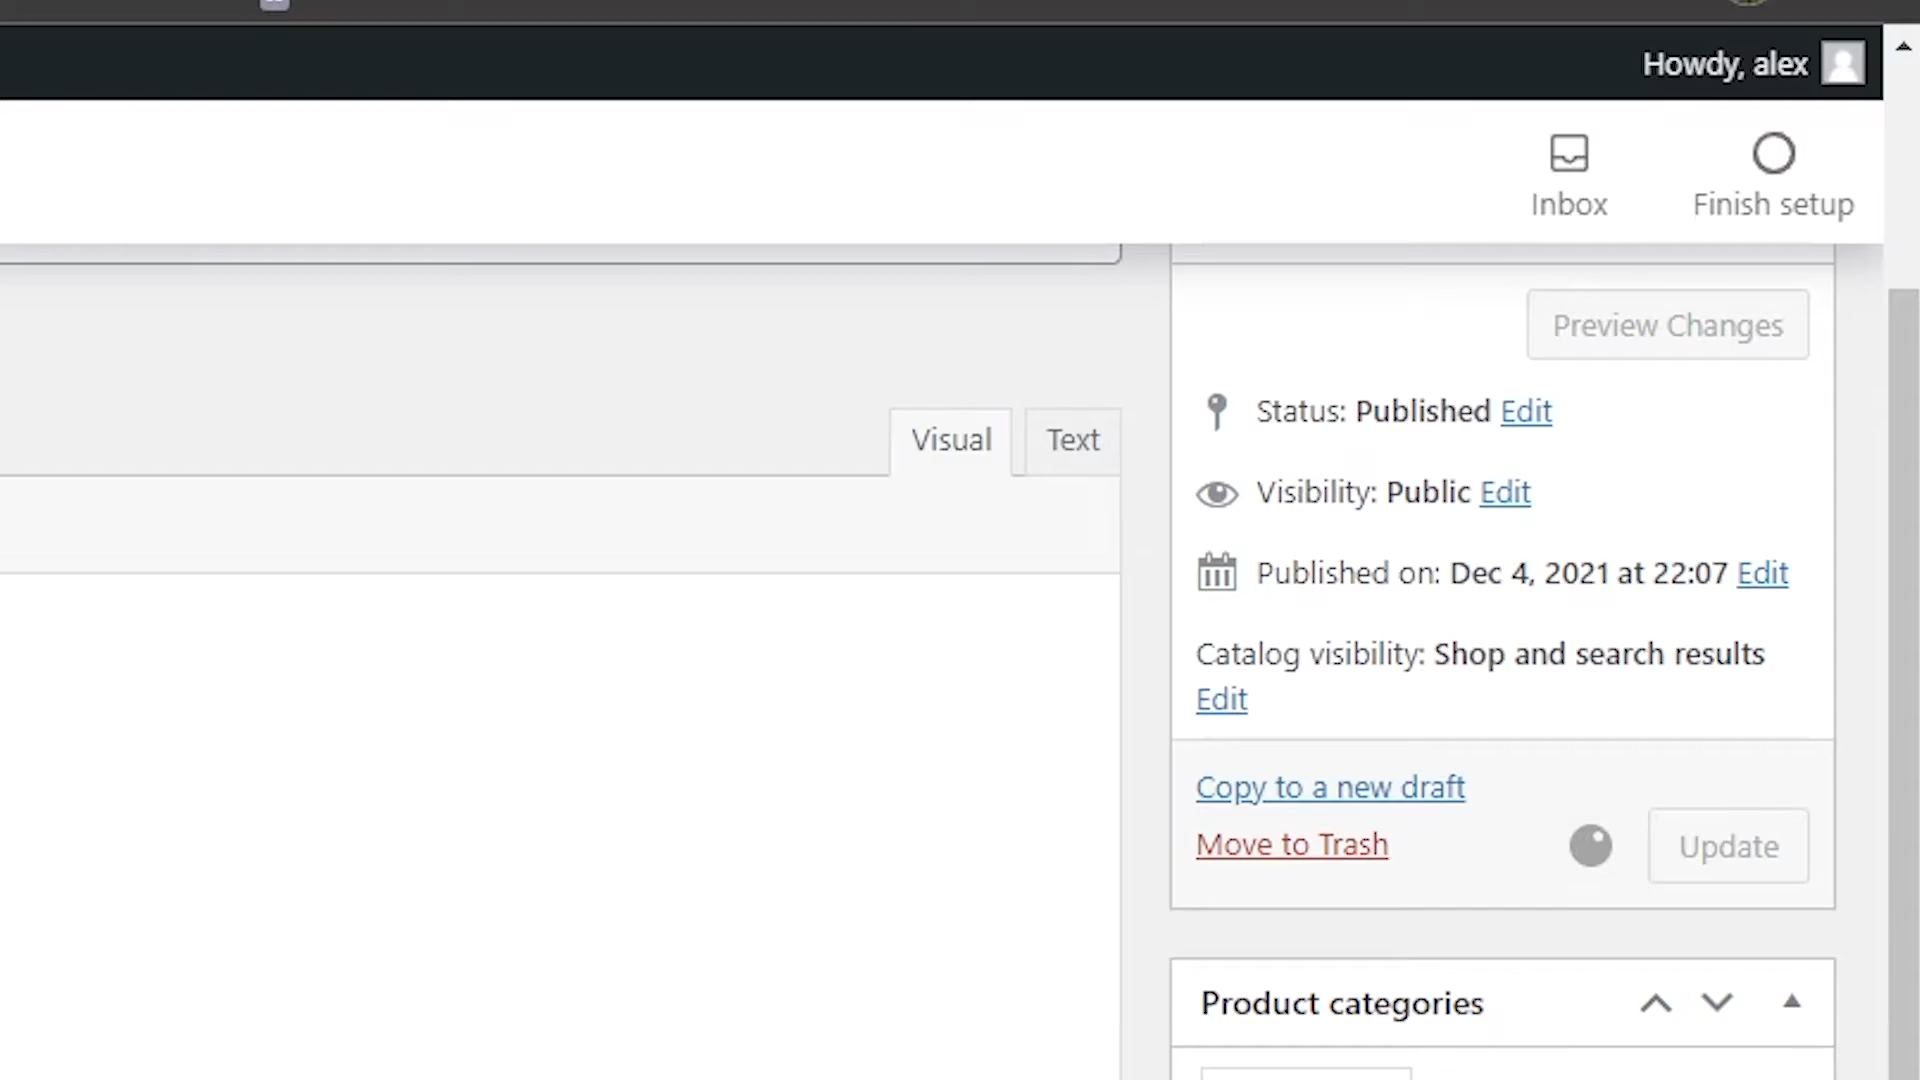 Howdy, alex
Inbox
Finish setup
Preview Changes
Status: Published Edit
Visual
Text
Visibility: Public Edit
Published on: Dec 4, 2021 at 22:07 Edit
Catalog visibility: Shop and search results
Edit
Copy to a new draft
Move to Trash
Update
Product categories